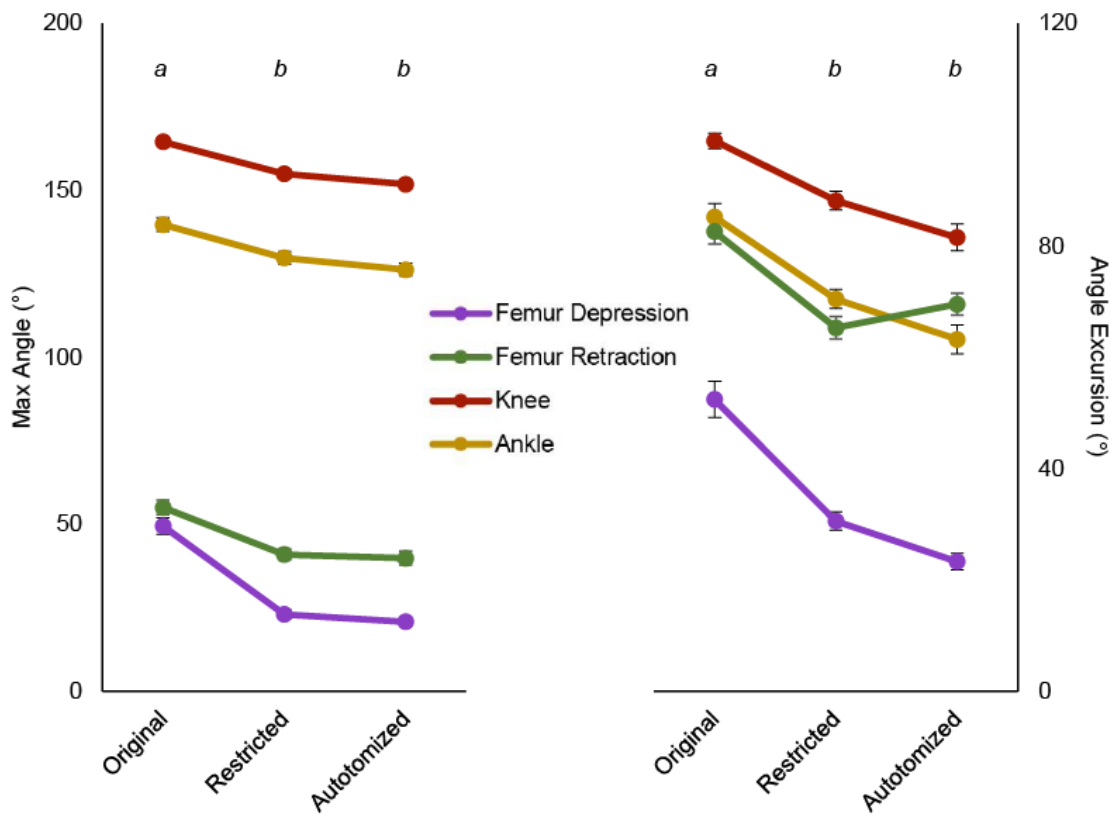 200
150
100
50
0
Max Angle (°)
a
b
b
Original
Restricted
Autotomized
Femur Depression
Femur Retraction
Knee
Ankle
a
b
b
Original
Restricted
Autotomized
120
80
40
0
Angle Excursion (°)